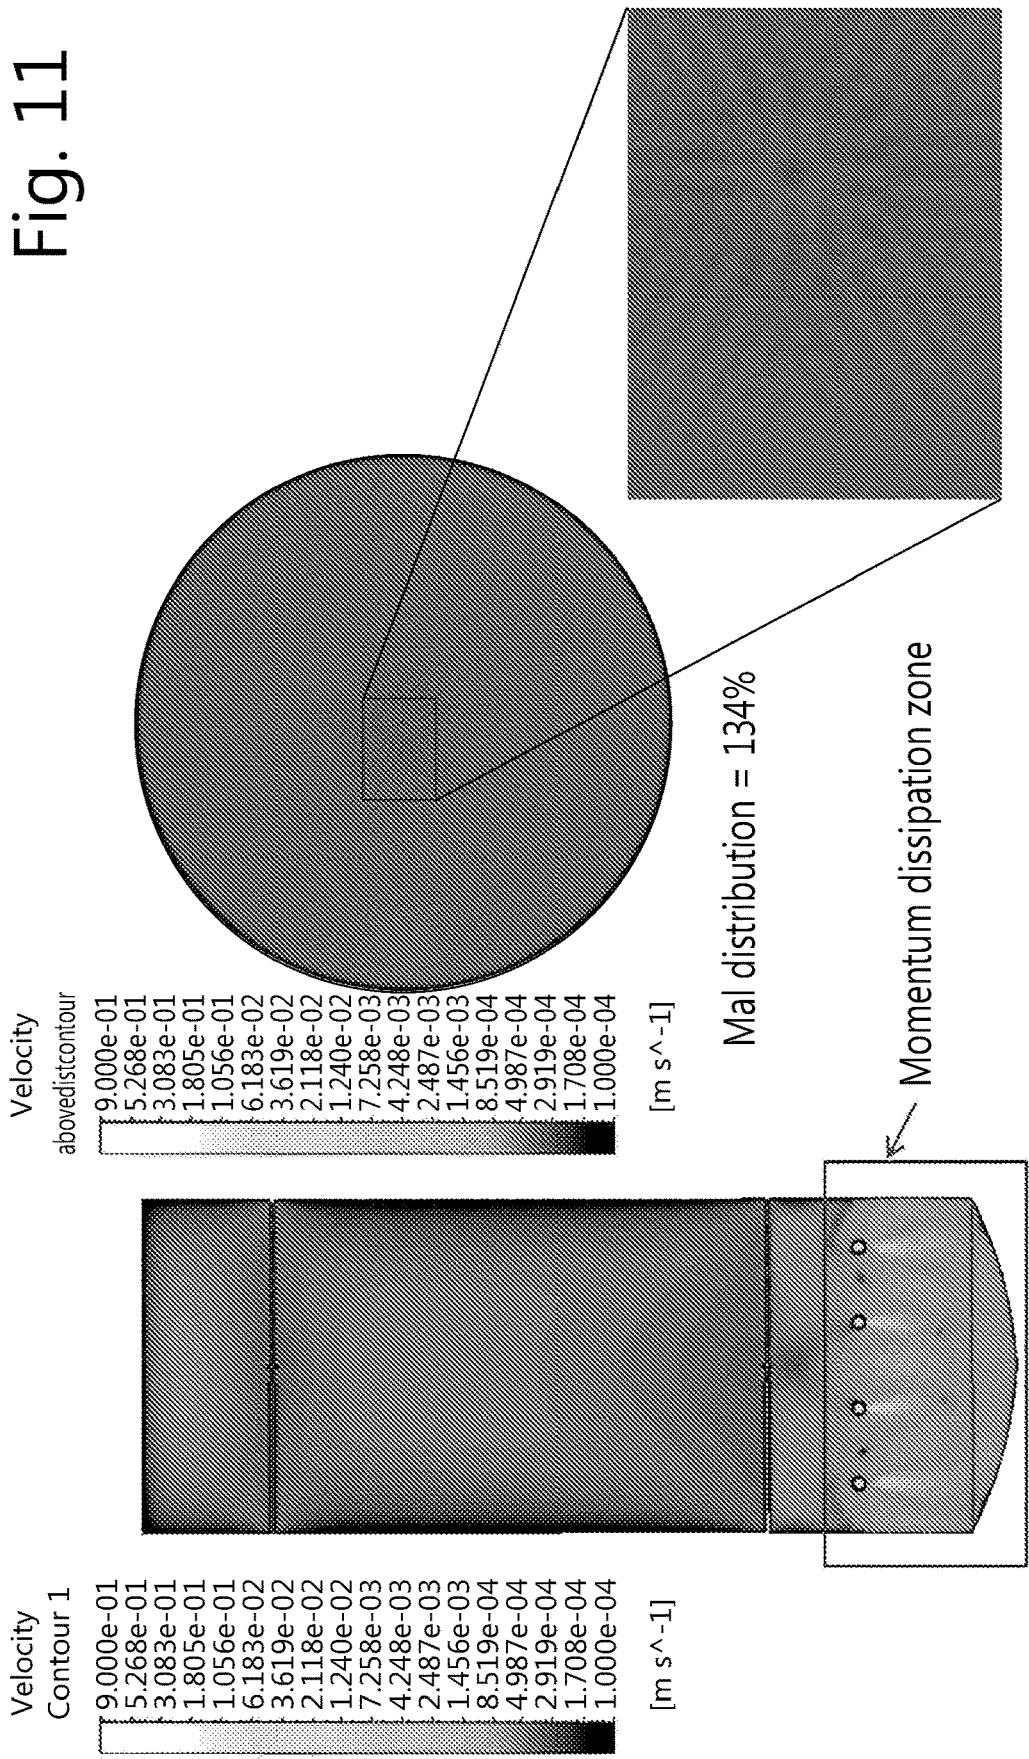 Fig. 11
Velocity
Contour 1
9.000e-01
5.268e-01
3.083e-01
1.805e-01
1.056e-01
6.183e-02
3.619e-02
2.118e-02
1.240e-02
7.258e-03
4.248e-03
2.487e-03
1.456e-03
8.519e-04
4.987e-04
2.919e-04
1.708e-04
1.000e-04
[m s^-1]
Velocity
abovedistcontour
9.000e-01
5.268e-01
3.083e-01
1.805e-01
1.056e-01
6.183e-02
3.619e-02
2.118e-02
1.240e-02
7.258e-03
4.248e-03
2.487e-03
1.456e-03
8.519e-04
4.987e-04
2.919e-04
1.708e-04
1.000e-04
[m s^-1]
Mal distribution = 134%
Momentum dissipation zone